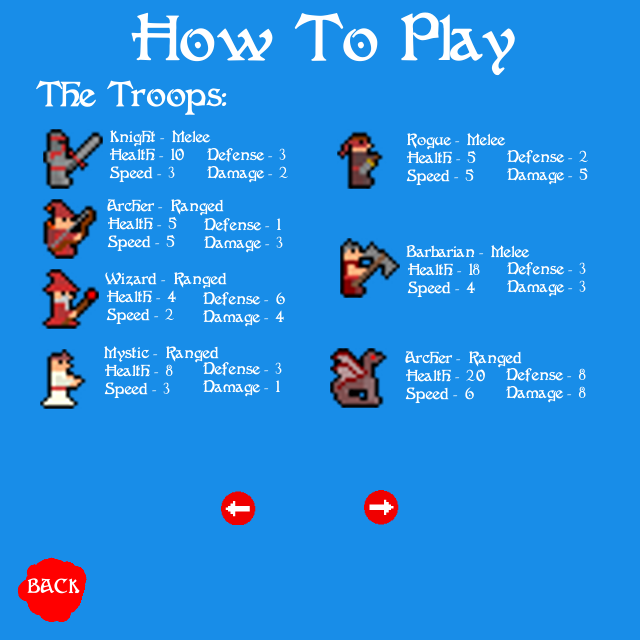 How To Play
The Troops:
Knight - Melee
Health - 10 Defense - 3
Speed - 3 Damage - 2
Archer - Ranged
Health - 5 Defense - 1
Speed - 5 Damage - 3
Wizard - Ranged
Health - 4 Defense - 6
Speed - 2 Damage - 4
Mystic - Ranged
Health - 8 Defense - 3
Speed - 3 Damage - 1
Rogue - Melee
Health - 5 Defense - 2
Speed - 5 Damage - 5
Barbarian - Melee
Health - 18 Defense - 3
Speed - 4 Damage - 3
Archer - Ranged
Health - 20 Defense - 8
Speed - 6 Damage - 8
BACK